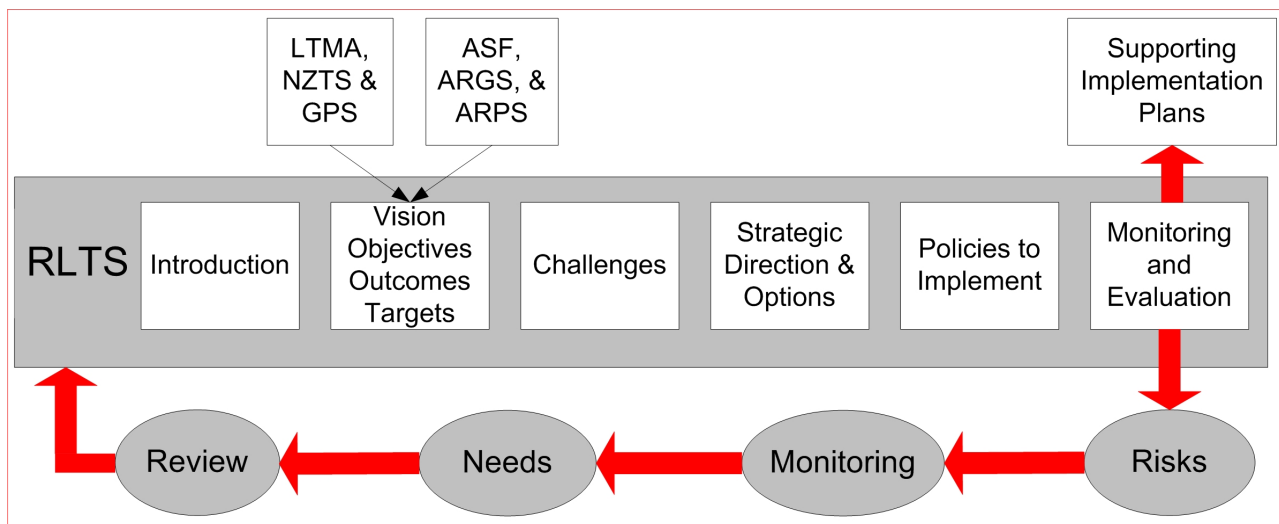 LTMA,
NZTS &
GPS
ASF,
ARGS, &
ARPS
Supporting
Implementation
Plans
RLTS
Introduction
Vision
Objectives
Outcomes
Targets
Challenges
Strategic
Direction &
Options
Policies to
Implement
Monitoring
and
Evaluation
Review
Needs
Monitoring
Risks